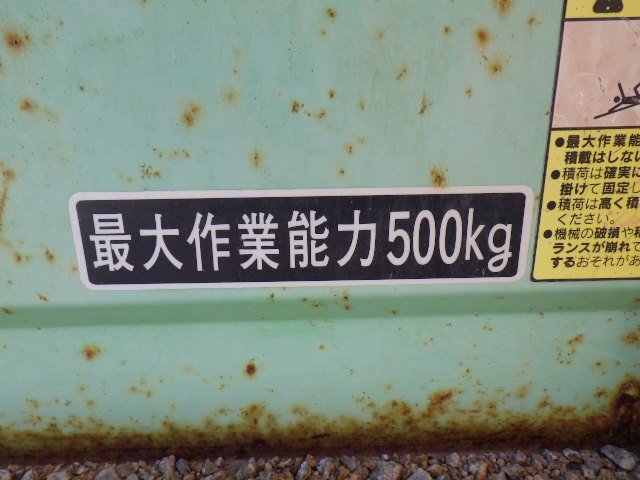 最大作業能力500kg
●最大作業能
積載はしない
●積荷は確実に
掛けて固定し
●積荷は高く積
ください。
●機械の破損や積
ランスが崩れて
するおそれがあ